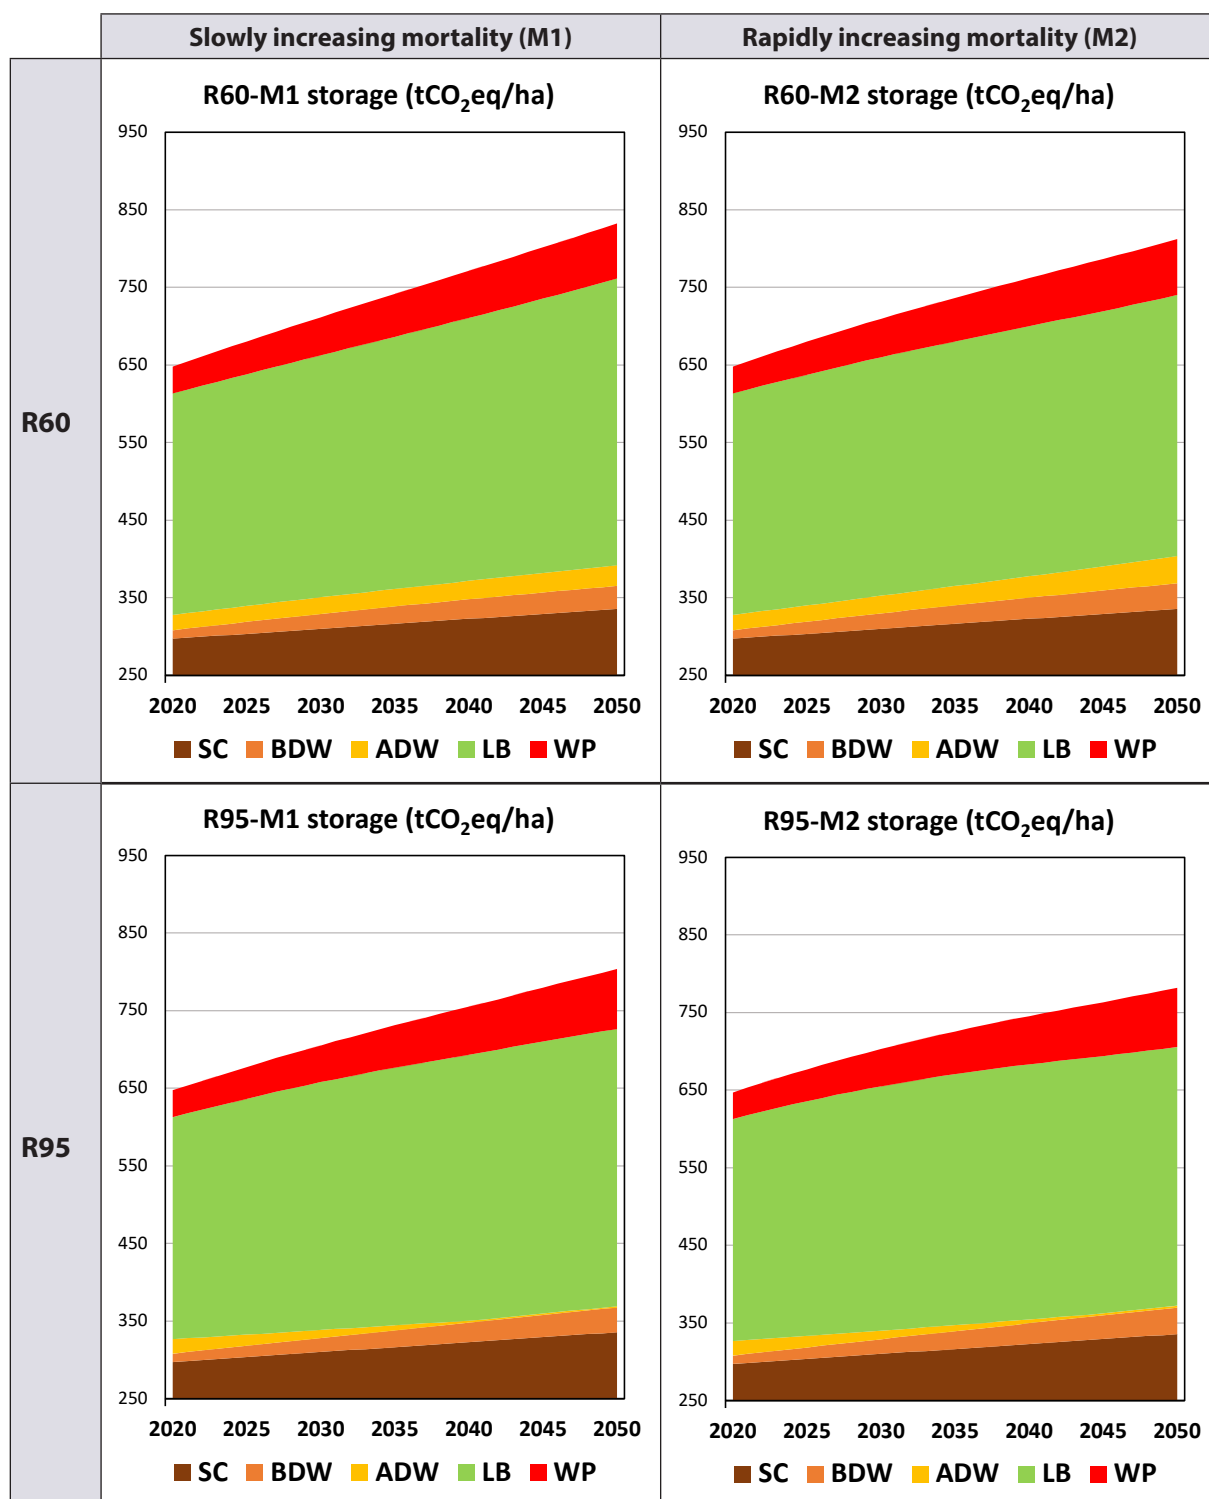 Slowly increasing mortality (M1)
Rapidly increasing mortality (M2)
R60
R60-M1 storage (tCO₂eq/ha)
950
850
750
650
550
450
350
250
2020 2025 2030 2035 2040 2045 2050
SC BDW ADW LB WP
R60-M2 storage (tCO₂eq/ha)
950
850
750
650
550
450
350
250
2020 2025 2030 2035 2040 2045 2050
SC BDW ADW LB WP
R95
R95-M1 storage (tCO₂eq/ha)
950
850
750
650
550
450
350
250
2020 2025 2030 2035 2040 2045 2050
SC BDW ADW LB WP
R95-M2 storage (tCO₂eq/ha)
950
850
750
650
550
450
350
250
2020 2025 2030 2035 2040 2045 2050
SC BDW ADW LB WP